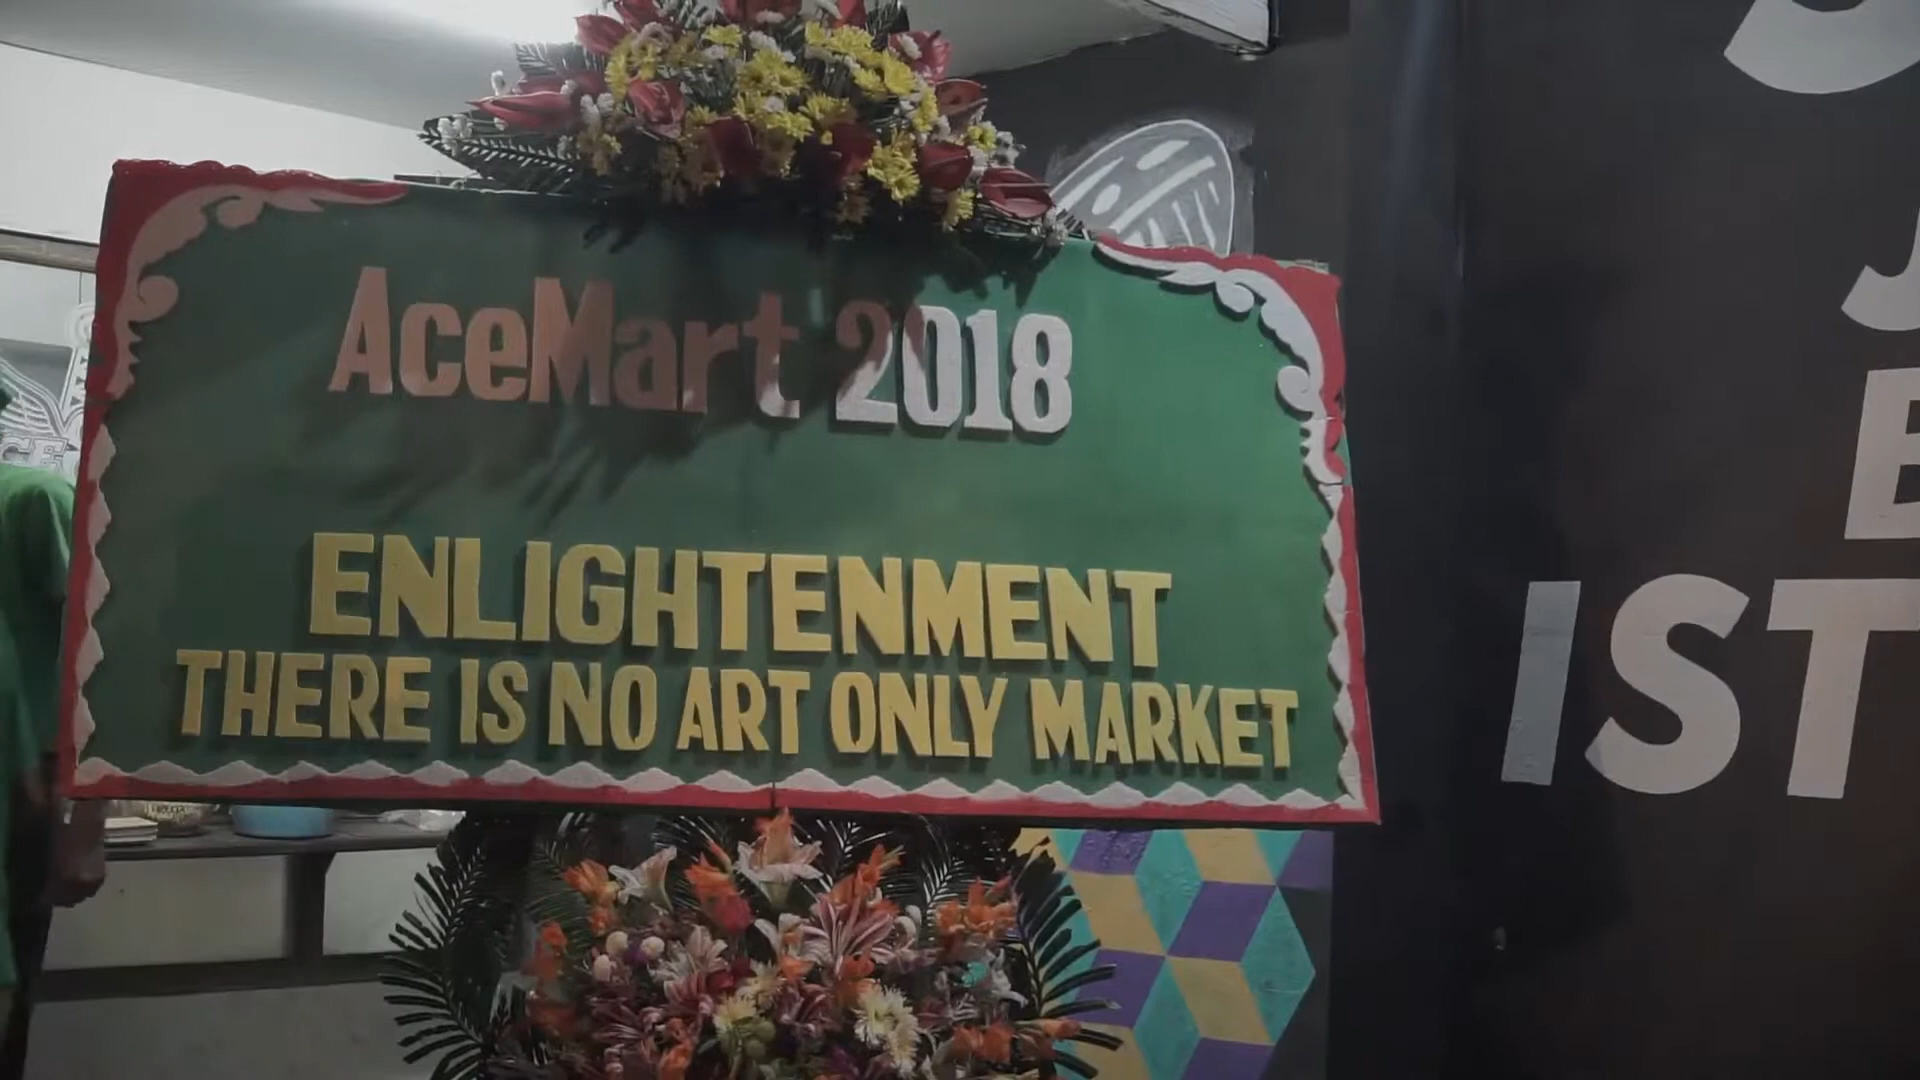 AceMart 2018
ENLIGHTENMENT
THERE IS NO ART ONLY MARKET
IST